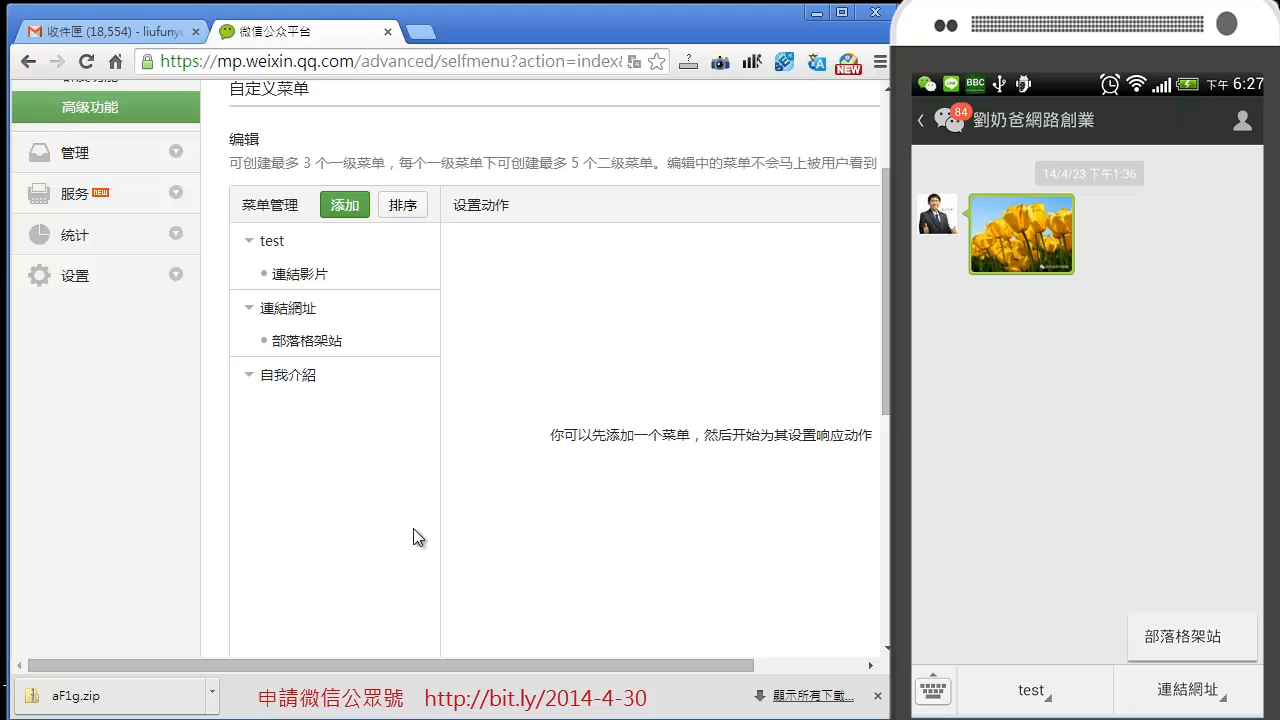 收件匣 (18,554) - liufunyu
微信公众平台
https://mp.weixin.qq.com/advanced/selfmenu?action=index
NEW
高级功能
管理
服务 NEW
统计
设置
自定义菜单
编辑
可创建最多 3 个一级菜单，每个一级菜单下可创建最多 5 个二级菜单。编辑中的菜单不会马上被用户看到
菜单管理 添加 排序 设置动作
test
連結影片
連結網址
部落格架站
自我介紹
你可以先添加一个菜单，然后开始为其设置响应动作
aF1g.zip
申請微信公眾號 http://bit.ly/2014-4-30
顯示所有下載...
BBC
下午 6:27
84
劉奶爸網路創業
14/4/23 下午1:36
部落格架站
test
連結網址